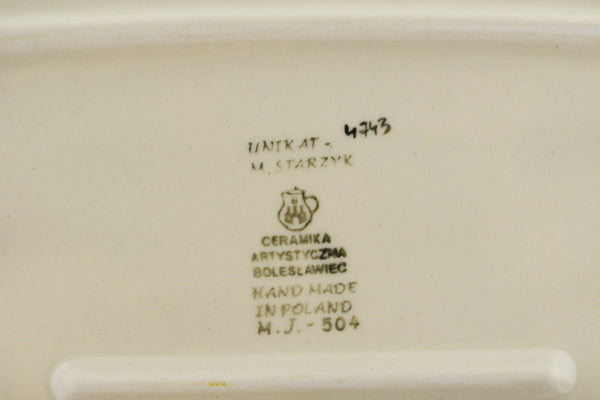 UNIKAT - 4743
M. STARZYK
CERAMIKA
ARTYSTYCZNA
BOLESŁAWIEC
HAND MADE
IN POLAND
M.J.-504